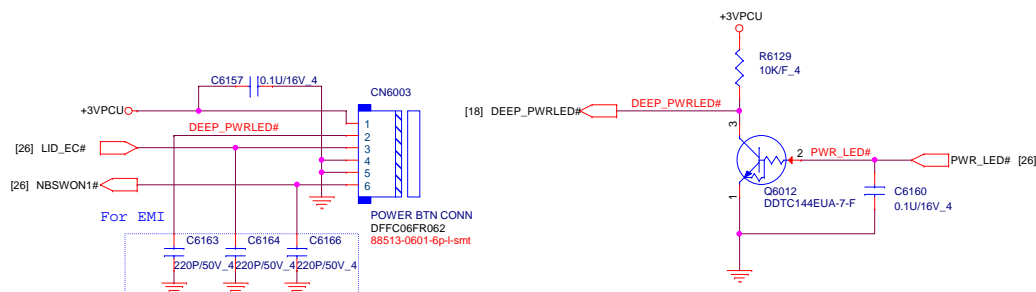 +3VPCU
R6129
10K/F_4
C6157
0.1U/16V_4
CN6003
+3VPCU
1
DEEP_PWRLED#
2
[26] LID_EC#
3
4
5
[26] NBSWON1#
6
POWER BTN CONN
DFFC06FR062
88513-0601-6p-l-smt
For EMI
C6163
C6164
C6166
220P/50V_4
220P/50V_4
220P/50V_4
[18] DEEP_PWRLED#
DEEP_PWRLED#
3
2
PWR_LED#
PWR_LED# [26]
1
Q6012
DDTC144EUA-7-F
C6160
0.1U/16V_4